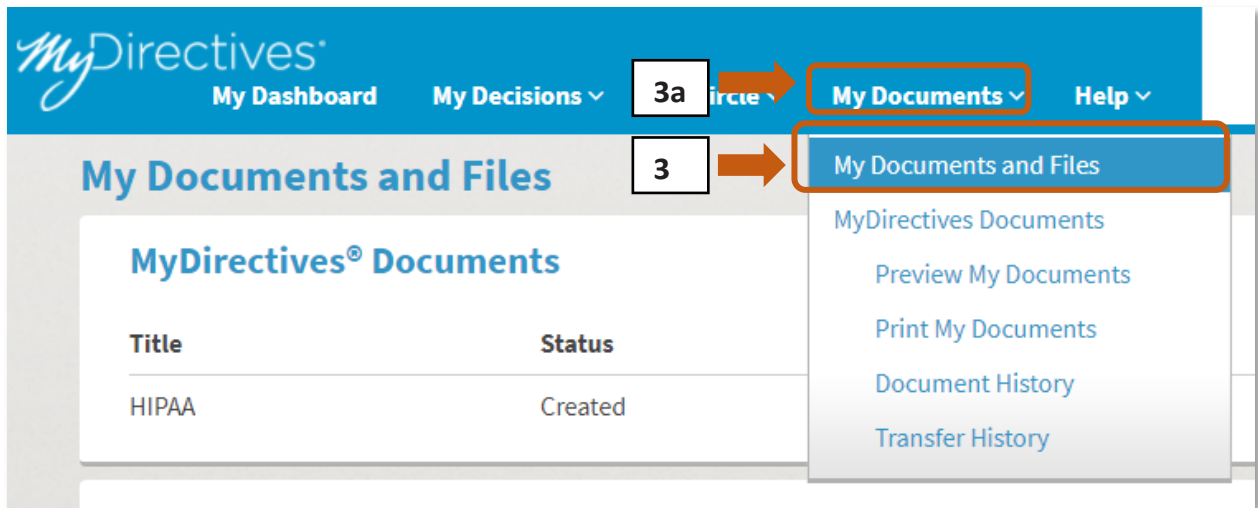 MyDirectives®
My Dashboard My Decisions 3a ircle My Documents Help
My Documents and Files 3 My Documents and Files
MyDirectives Documents
MyDirectives® Documents
Preview My Documents
Title Status Print My Documents
Document History
HIPAA Created
Transfer History